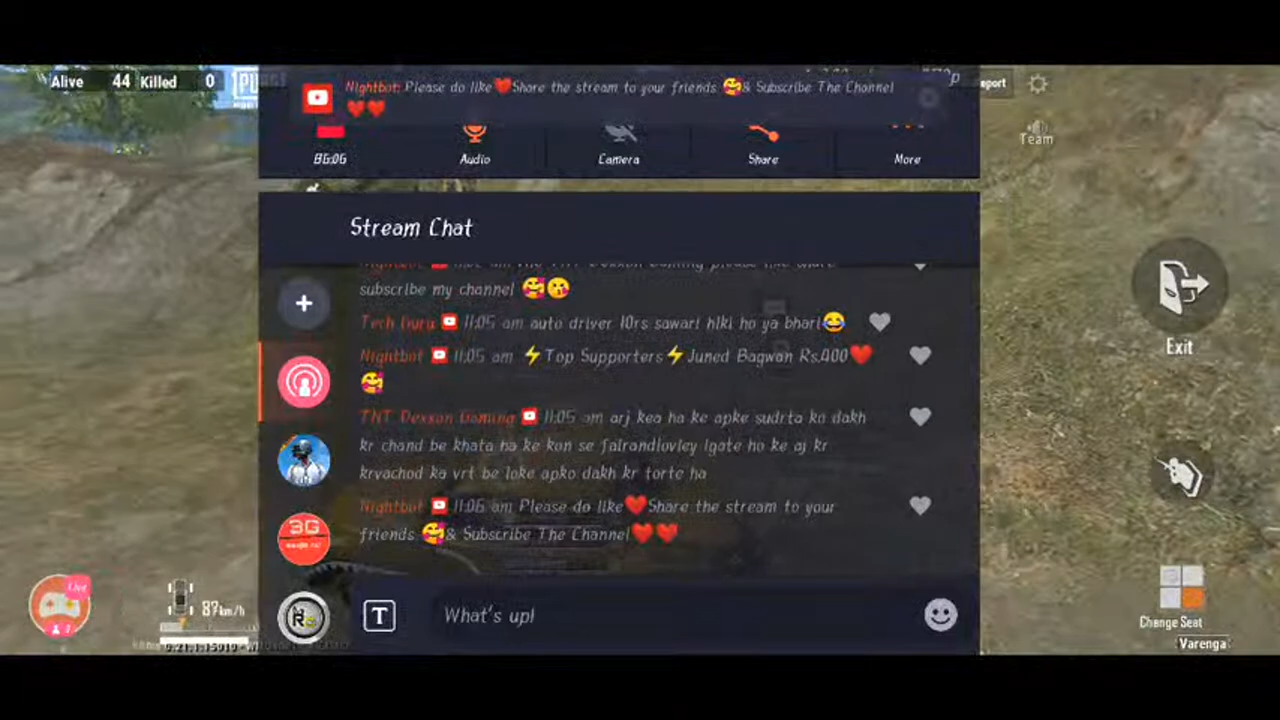 Alive 44 Killed 0
Nightbot: Please do like❤️Share the stream to your friends 🥰& Subscribe The Channel
❤️❤️
port
Team
Audio
Camera
Share
More
Stream Chat
subscribe my channel 🥰😘
Tech Guru 11:05 am auto driver 10rs sawari hlki ho ya bhari😂
Nightbot 11:05 am ⚡Top Supporters⚡Juned Bagwan Rs.400❤️
🥰
TNT Dexxon Gaming 11:05 am arj kea ha ke apke sudrta ko dakh
kr chand be khata ha ke kon se fairandlovley lgate ho ke aj kr
krvachod ka vrt be loke apko dakh kr torte ha
Nightbot 11:06 am Please do like❤️Share the stream to your
friends 🥰& Subscribe The Channel❤️❤️
What's up!
Exit
3G
Live
87km/h
Change Seat
Varenga